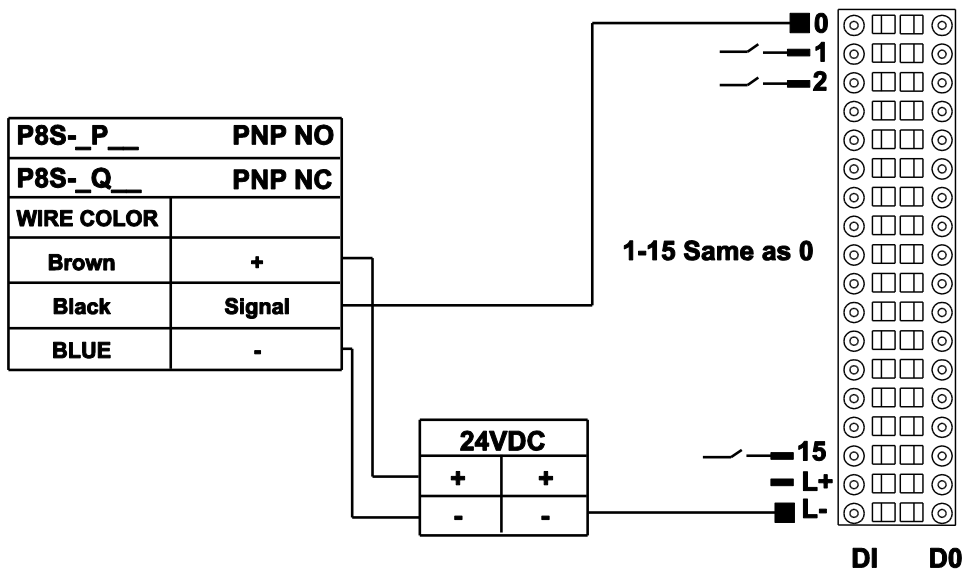 0
1
2
P8S-_P__ PNP NO
P8S-_Q__ PNP NC
WIRE COLOR
Brown +
Black Signal
BLUE -
1-15 Same as 0
24VDC
+ +
- -
15
L+
L-
DI D0